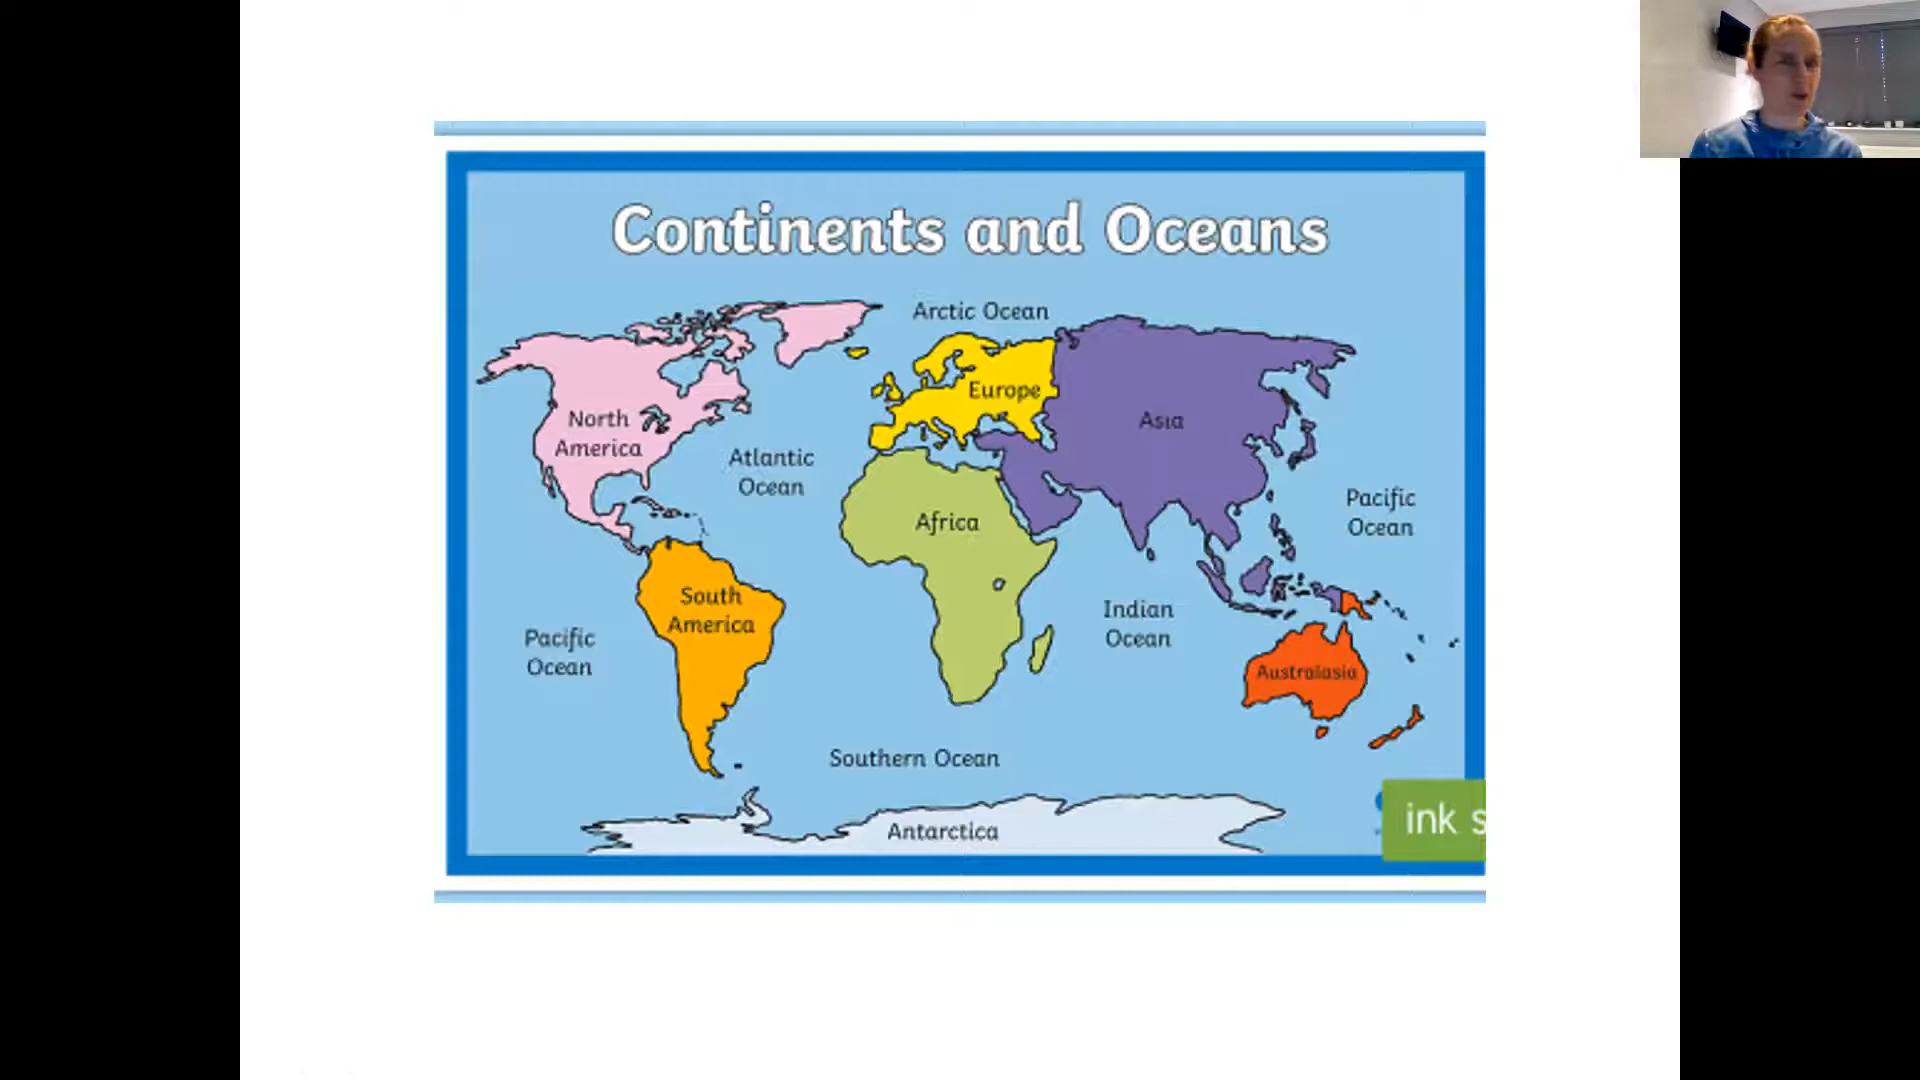 Continents and Oceans
Arctic Ocean
Europe
North
America
Asia
Atlantic
Ocean
Pacific
Ocean
Africa
South
America
Indian
Ocean
Pacific
Ocean
Australasia
Southern Ocean
ink s
Antarctica